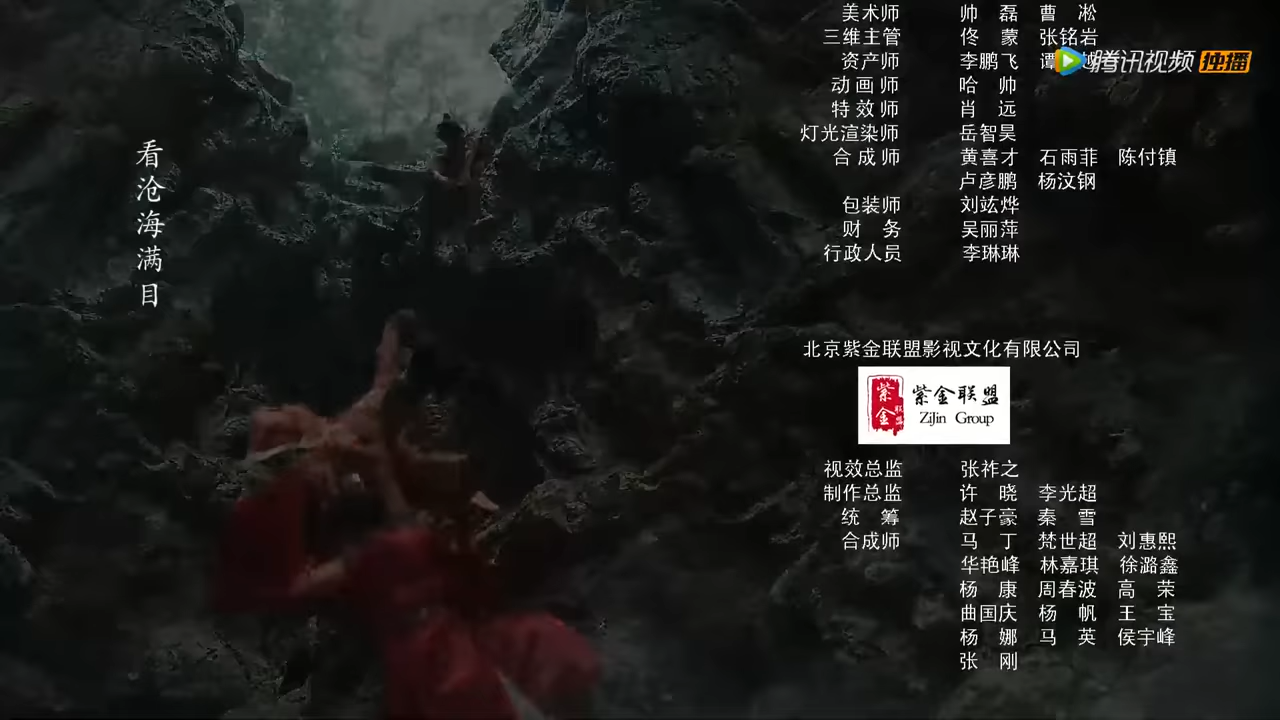 看沧海满目
美术师 帅磊 曹凇
三维主管 佟蒙 张铭岩
资产师 李鹏飞 谭
腾讯视频 独播
动画师 哈帅
特效师 肖远
灯光渲染师 岳智昊
合成师 黄喜才 石雨菲 陈付镇
卢彦鹏 杨汶钢
包装师 刘竑烨
财务 吴丽萍
行政人员 李琳琳
北京紫金联盟影视文化有限公司
紫金联盟
紫金联盟
ZiJin Group
视效总监 张祚之
制作总监 许晓 李光超
统筹 赵子豪 秦雪
合成师 马丁 梵世超 刘惠熙
华艳峰 林嘉琪 徐潞鑫
杨康 周春波 高荣
曲国庆 杨帆 王宝
杨娜 马英 侯宇峰
张刚